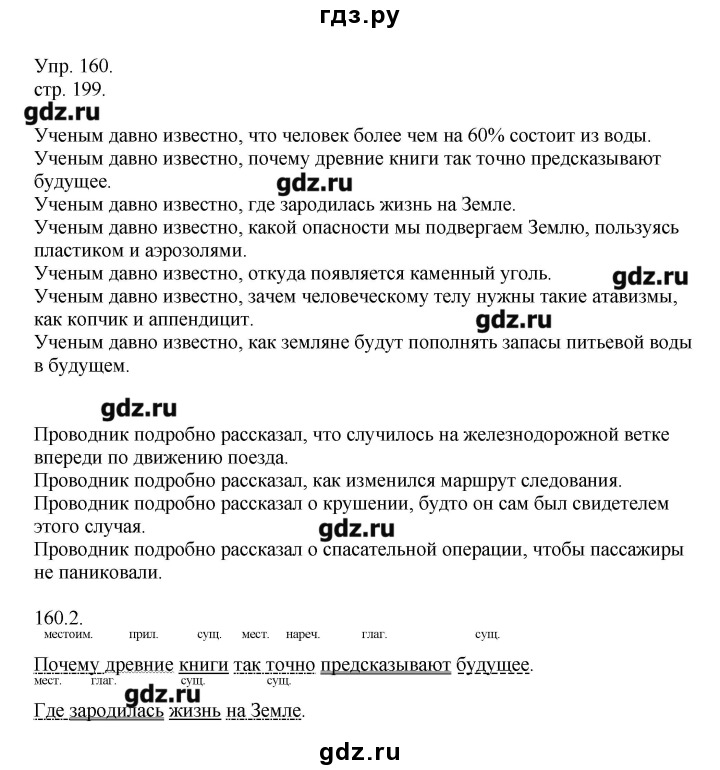 гдз.ру
Упр. 160.
стр. 199.
gdz.ru
Ученым давно известно, что человек более чем на 60% состоит из воды.
Ученым давно известно, почему древние книги так точно предсказывают
будущее.
gdz.ru
Ученым давно известно, где зародилась жизнь на Земле.
Ученым давно известно, какой опасности мы подвергаем Землю, пользуясь
пластиком и аэрозолями.
Ученым давно известно, откуда появляется каменный уголь.
gdz.ru
Ученым давно известно, зачем человеческому телу нужны такие атавизмы,
как копчик и аппендицит.
gdz.ru
Ученым давно известно, как земляне будут пополнять запасы питьевой воды
в будущем.
gdz.ru
Проводник подробно рассказал, что случилось на железнодорожной ветке
впереди по движению поезда.
Проводник подробно рассказал, как изменился маршрут следования.
Проводник подробно рассказал о крушении, будто он сам был свидетелем
этого случая.
gdz.ru
Проводник подробно рассказал о спасательной операции, чтобы пассажиры
не паниковали.
160.2.
местоим. прил. сущ. мест. нареч. глаг. сущ.
Почему древние книги так точно предсказывают будущее.
мест. глаг. сущ. сущ.
gdz.ru
Где зародилась жизнь на Земле.
gdz.ru